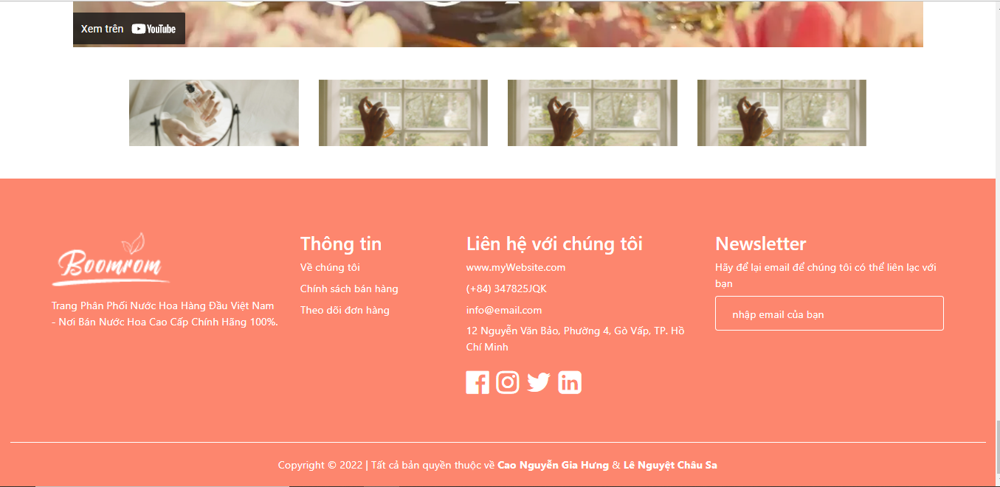 Xem trên YouTube
Boomrom
Trang Phân Phối Nước Hoa Hàng Đầu Việt Nam
- Nơi Bán Nước Hoa Cao Cấp Chính Hãng 100%.
Thông tin
Về chúng tôi
Chính sách bán hàng
Theo dõi đơn hàng
Liên hệ với chúng tôi
www.myWebsite.com
(+84) 347825JQK
info@email.com
12 Nguyễn Văn Bảo, Phường 4, Gò Vấp, TP. Hồ
Chí Minh
Newsletter
Hãy để lại email để chúng tôi có thể liên lạc với
bạn
nhập email của bạn
Copyright © 2022 | Tất cả bản quyền thuộc về Cao Nguyễn Gia Hưng & Lê Nguyệt Châu Sa